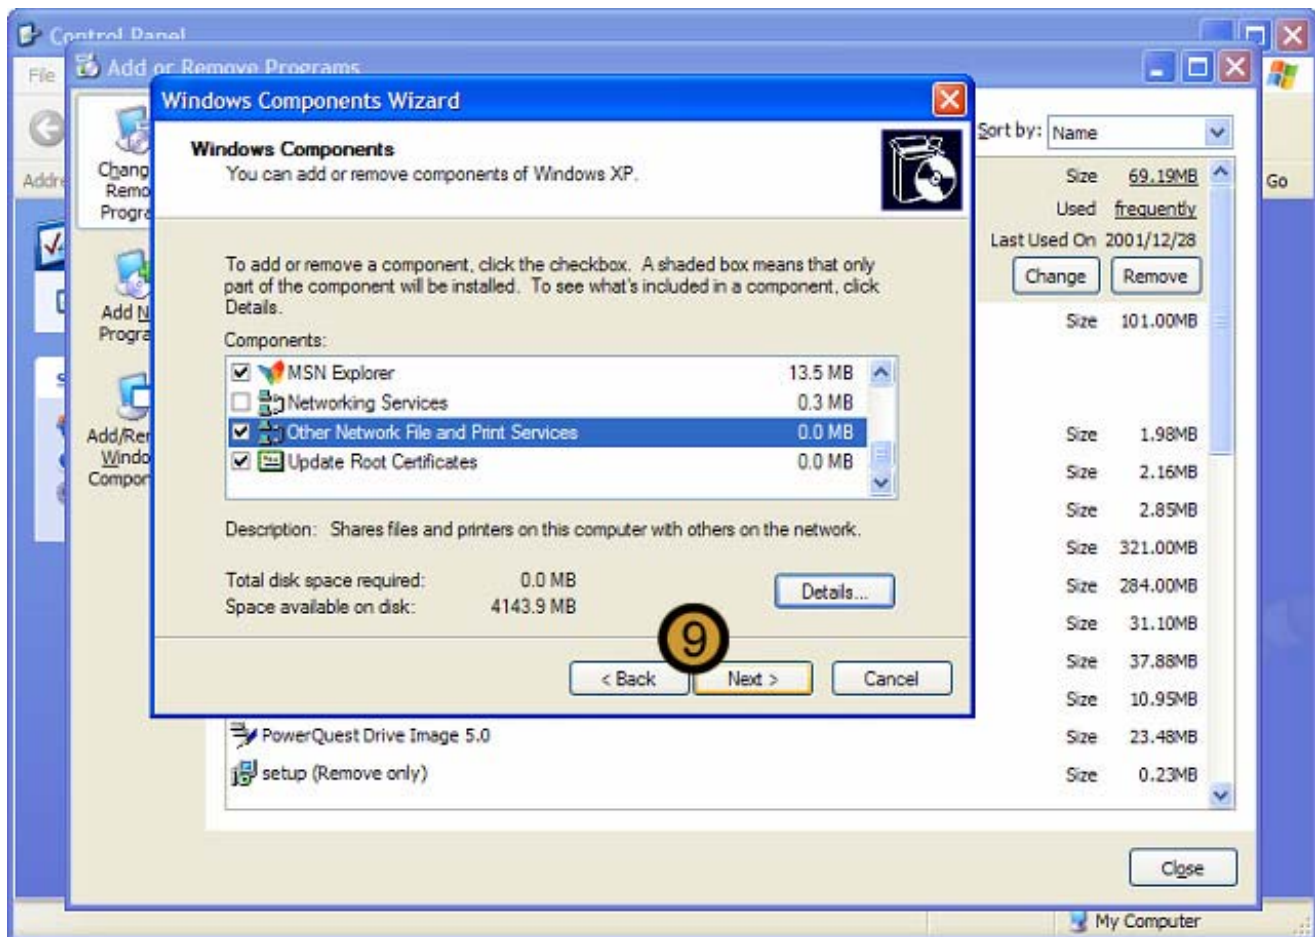 Control Panel
File
Add or Remove Programs
Windows Components Wizard
Windows Components
You can add or remove components of Windows XP.
Sort by: Name
Size 69.19MB
Used frequently
Last Used On 2001/12/28
Change Remove
Go
To add or remove a component, click the checkbox. A shaded box means that only
part of the component will be installed. To see what's included in a component, click
Details.
Components:
MSN Explorer 13.5 MB
Networking Services 0.3 MB
Other Network File and Print Services 0.0 MB
Update Root Certificates 0.0 MB
Description: Shares files and printers on this computer with others on the network.
Total disk space required: 0.0 MB
Space available on disk: 4143.9 MB
Details...
9
< Back Next > Cancel
Size 101.00MB
Size 1.98MB
Size 2.16MB
Size 2.85MB
Size 321.00MB
Size 284.00MB
Size 31.10MB
Size 37.88MB
Size 10.95MB
PowerQuest Drive Image 5.0 Size 23.48MB
setup (Remove only) Size 0.23MB
Close
My Computer